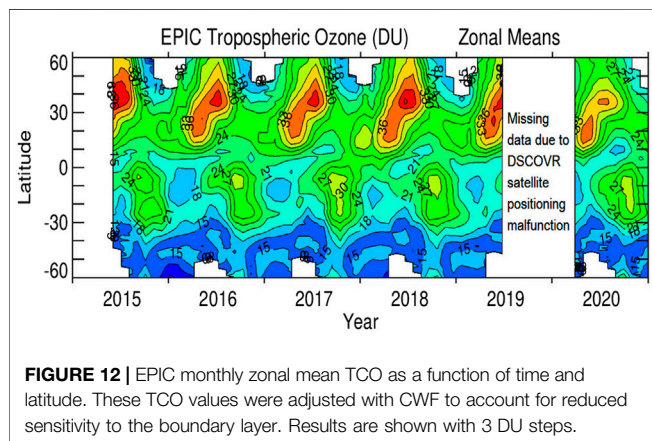 EPIC Tropospheric Ozone (DU) Zonal Means
60
30
0
-30
-60
Latitude
Missing
data due to
DSCOVR
satellite
positioning
malfunction
2015 2016 2017 2018 2019 2020
Year
FIGURE 12 | EPIC monthly zonal mean TCO as a function of time and
latitude. These TCO values were adjusted with CWF to account for reduced
sensitivity to the boundary layer. Results are shown with 3 DU steps.